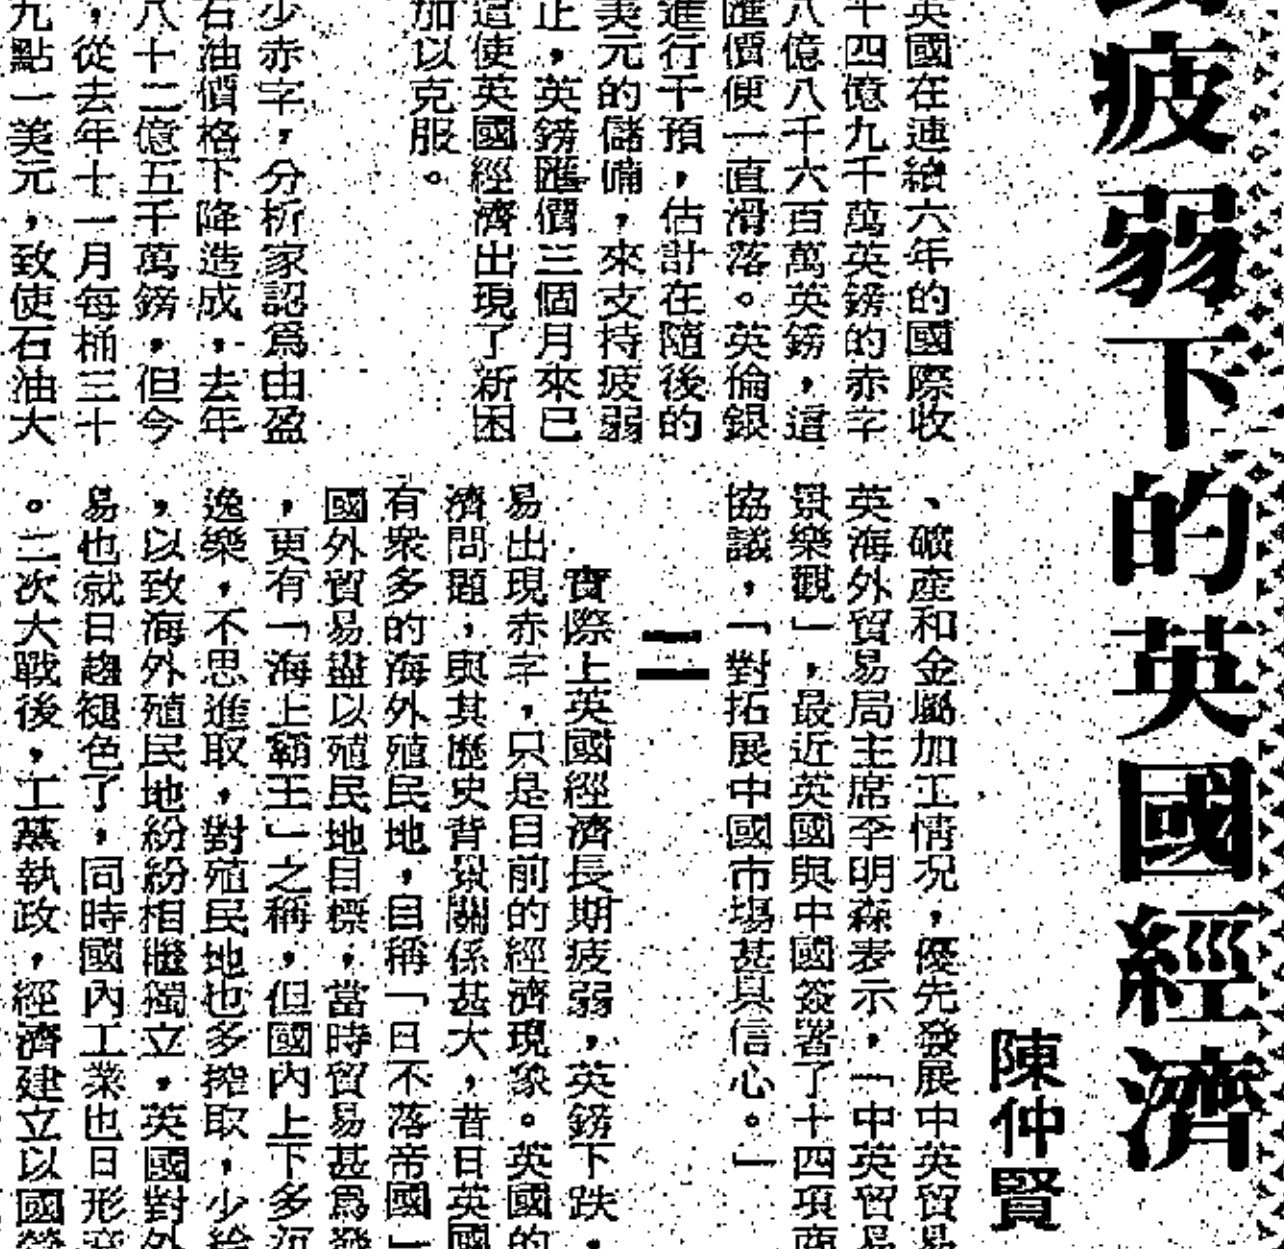 疲弱下的英國經濟
陳仲賢
英國在連續六年的國際收
千四億九千萬英鎊的赤字
八億八千六百萬英鎊，這
匯價便一直滑落。英倫銀
進行干預，估計在隨後的
美元的儲備，來支持疲弱
止，英鎊匯價三個月來已
這使英國經濟出現了新困
加以克服。
少赤字，分析家認爲由盈
石油價格下降造成，去年
八十二億五千萬鎊，但今
，從去年十一月每桶三十
九點一美元，致使石油大
、礦產和金屬加工情況，優先發展中英貿易
英海外貿易局主席李明森表示，「中英貿易
景樂觀」，最近英國與中國簽署了十四項商
協議，「對拓展中國市場甚具信心。」
二
實際上英國經濟長期疲弱，英鎊下跌，
易出現赤字，只是目前的經濟現象。英國的
濟問題，與其歷史背景關係甚大，昔日英國
有衆多的海外殖民地，自稱「日不落帝國」
國外貿易盡以殖民地目標，當時貿易甚爲發
，更有「海上霸王」之稱，但國內上下多沉
逸樂，不思進取，對殖民地也多搾取，少給
，以致海外殖民地紛紛相繼獨立，英國對外
易也就日趨褪色了，同時國內工業也日形衰
。二次大戰後，工黨執政，經濟建立以國營